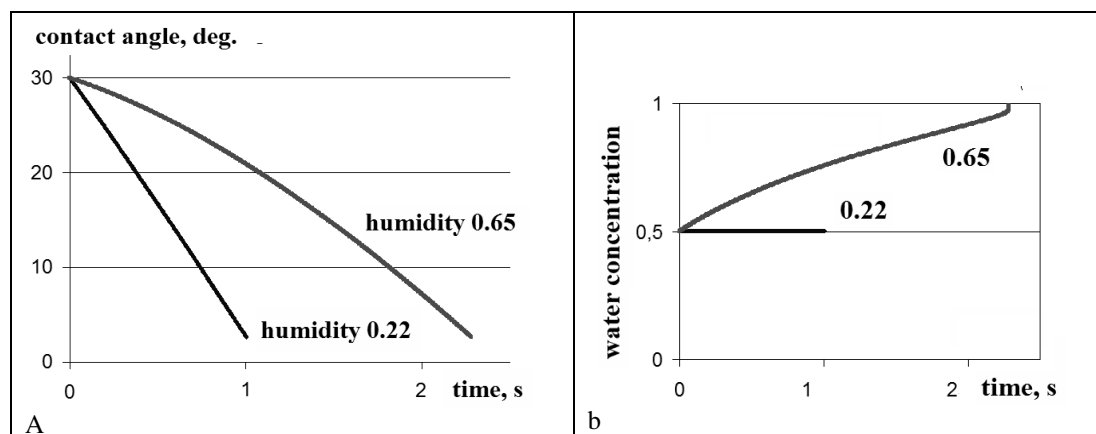 contact angle, deg.
30
20
10
0
humidity 0.65
humidity 0.22
0
1
2
time, s
A
water concentration
1
0,5
0
0.65
0.22
0
1
2
time, s
b